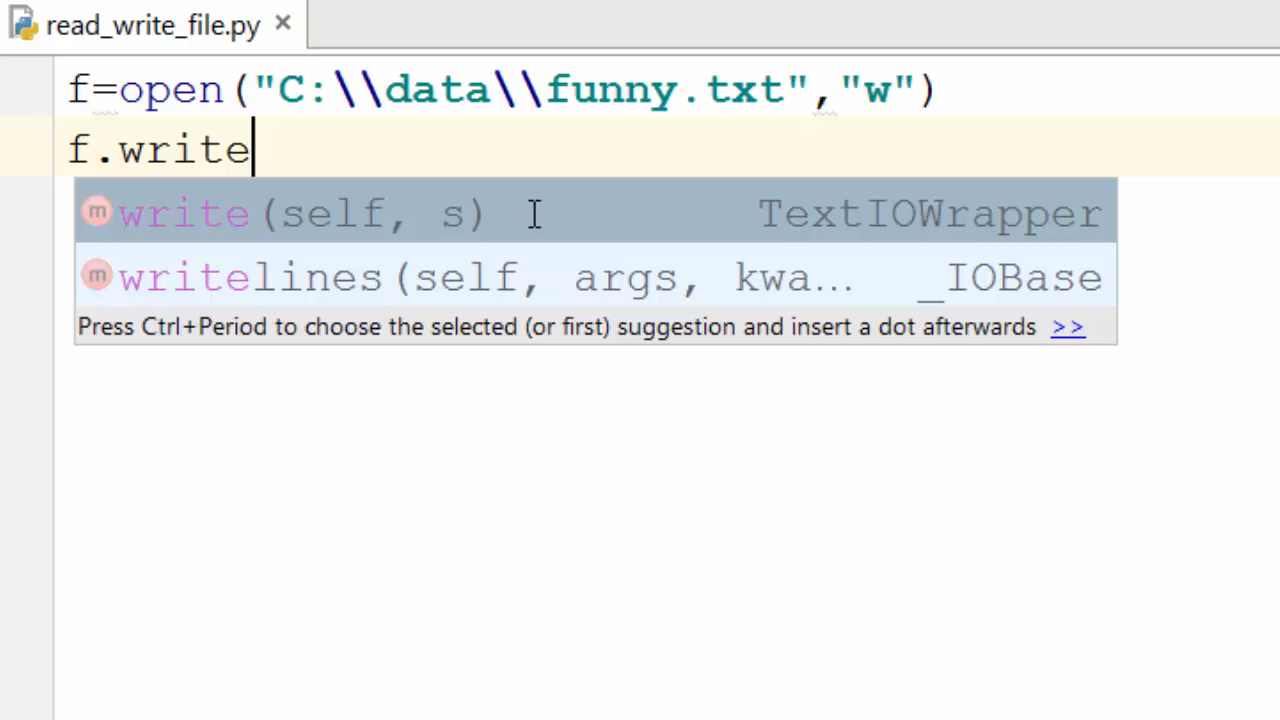 read_write_file.py ×
f=open("C:\\data\\funny.txt","w")
f.write
m write(self, s) TextIOWrapper
m writelines(self, args, kwa... _IOBase
Press Ctrl+Period to choose the selected (or first) suggestion and insert a dot afterwards >>